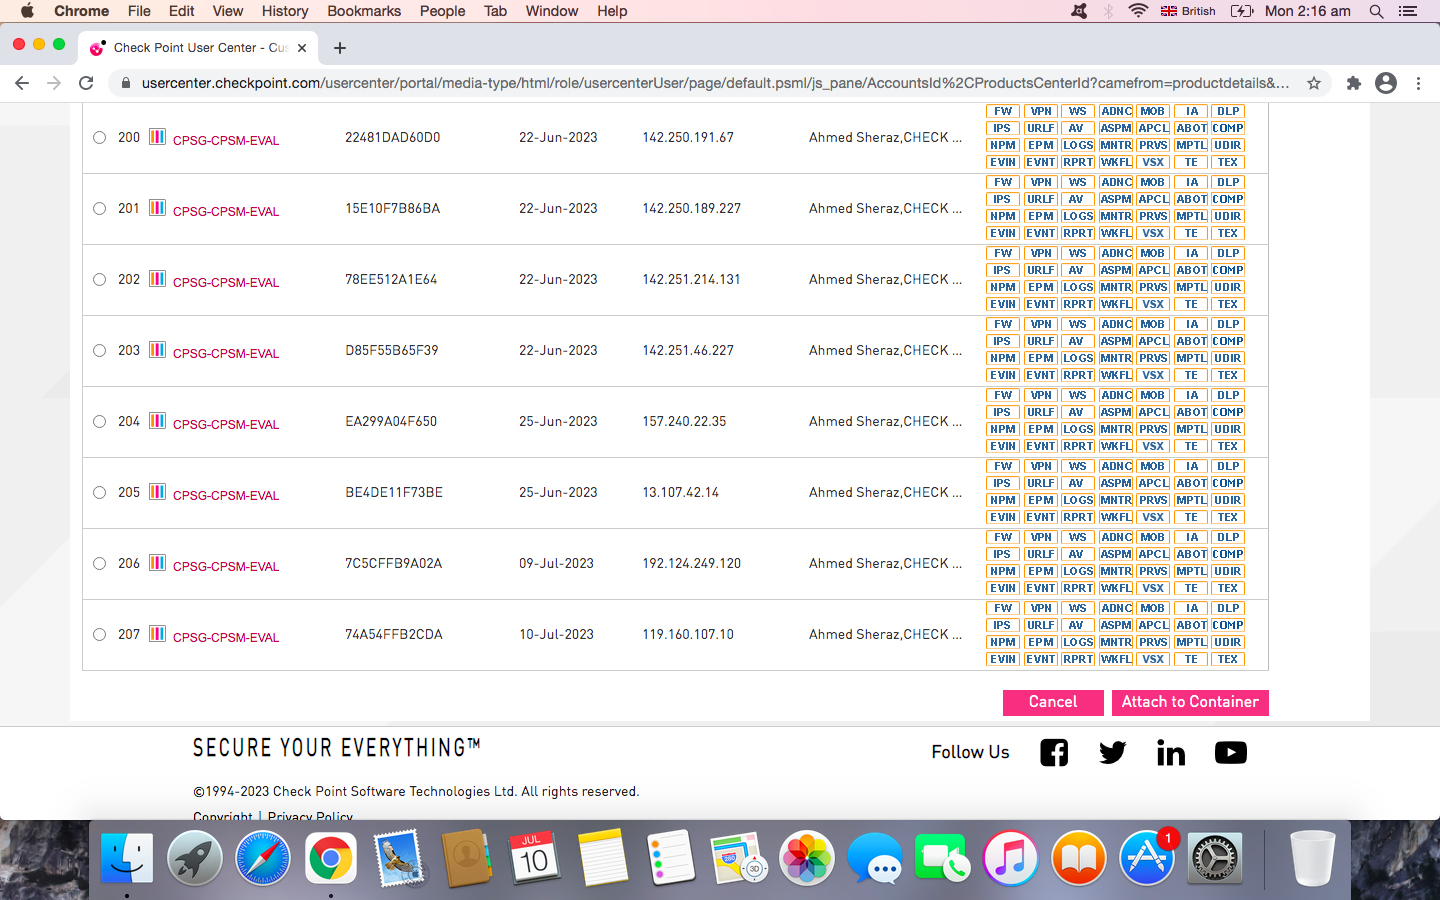 Chrome File Edit View History Bookmarks People Tab Window Help British Mon 2:16 am
Check Point User Center - Cus
usercenter.checkpoint.com/usercenter/portal/media-type/html/role/usercenterUser/page/default.psml/js_pane/AccountsId%2CProductsCenterId?camefrom=productdetails&...
FW VPN WS ADNC MOB IA DLP
200 CPSG-CPSM-EVAL 22481DAD60D0 22-Jun-2023 142.250.191.67 Ahmed Sheraz,CHECK ...
IPS URLF AV ASPM APCL ABOT COMP
NPM EPM LOGS MNTR PRVS MPTL UDIR
EVIN EVNT RPRT WKFL VSX TE TEX
FW VPN WS ADNC MOB IA DLP
201 CPSG-CPSM-EVAL 15E10F7B86BA 22-Jun-2023 142.250.189.227 Ahmed Sheraz,CHECK ...
IPS URLF AV ASPM APCL ABOT COMP
NPM EPM LOGS MNTR PRVS MPTL UDIR
EVIN EVNT RPRT WKFL VSX TE TEX
FW VPN WS ADNC MOB IA DLP
202 CPSG-CPSM-EVAL 78EE512A1E64 22-Jun-2023 142.251.214.131 Ahmed Sheraz,CHECK ...
IPS URLF AV ASPM APCL ABOT COMP
NPM EPM LOGS MNTR PRVS MPTL UDIR
EVIN EVNT RPRT WKFL VSX TE TEX
FW VPN WS ADNC MOB IA DLP
203 CPSG-CPSM-EVAL D85F55B65F39 22-Jun-2023 142.251.46.227 Ahmed Sheraz,CHECK ...
IPS URLF AV ASPM APCL ABOT COMP
NPM EPM LOGS MNTR PRVS MPTL UDIR
EVIN EVNT RPRT WKFL VSX TE TEX
FW VPN WS ADNC MOB IA DLP
204 CPSG-CPSM-EVAL EA299A04F650 25-Jun-2023 157.240.22.35 Ahmed Sheraz,CHECK ...
IPS URLF AV ASPM APCL ABOT COMP
NPM EPM LOGS MNTR PRVS MPTL UDIR
EVIN EVNT RPRT WKFL VSX TE TEX
FW VPN WS ADNC MOB IA DLP
205 CPSG-CPSM-EVAL BE4DE11F73BE 25-Jun-2023 13.107.42.14 Ahmed Sheraz,CHECK ...
IPS URLF AV ASPM APCL ABOT COMP
NPM EPM LOGS MNTR PRVS MPTL UDIR
EVIN EVNT RPRT WKFL VSX TE TEX
FW VPN WS ADNC MOB IA DLP
206 CPSG-CPSM-EVAL 7C5CFFB9A02A 09-Jul-2023 192.124.249.120 Ahmed Sheraz,CHECK ...
IPS URLF AV ASPM APCL ABOT COMP
NPM EPM LOGS MNTR PRVS MPTL UDIR
EVIN EVNT RPRT WKFL VSX TE TEX
FW VPN WS ADNC MOB IA DLP
207 CPSG-CPSM-EVAL 74A54FFB2CDA 10-Jul-2023 119.160.107.10 Ahmed Sheraz,CHECK ...
IPS URLF AV ASPM APCL ABOT COMP
NPM EPM LOGS MNTR PRVS MPTL UDIR
EVIN EVNT RPRT WKFL VSX TE TEX
Cancel Attach to Container
SECURE YOUR EVERYTHING™
Follow Us
©1994-2023 Check Point Software Technologies Ltd. All rights reserved.
Copyright | Privacy Policy
JUL
10
280
3D
1